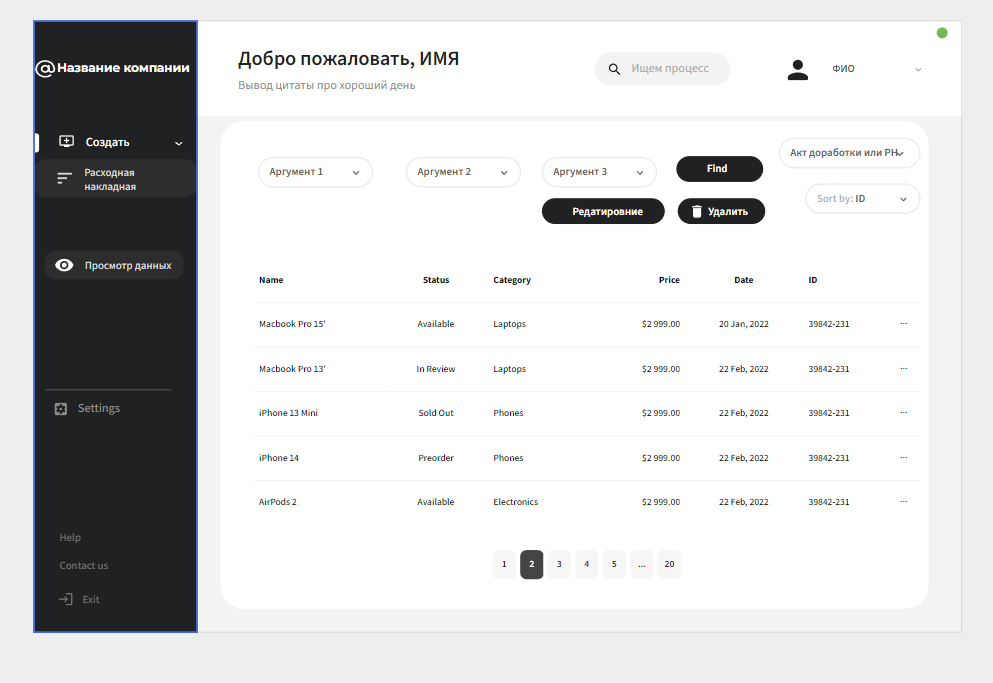 @Название компании
Создать
Расходная
накладная
Просмотр данных
Settings
Help
Contact us
Exit
Добро пожаловать, ИМЯ
Вывод цитаты про хороший день
Ищем процесс
ФИО
Аргумент 1
Аргумент 2
Аргумент 3
Find
Акт доработки или РН
Редатировние
Удалить
Sort by: ID
Name Status Category Price Date ID
Macbook Pro 15' Available Laptops $2 999.00 20 Jan, 2022 39842-231 ...
Macbook Pro 13' In Review Laptops $2 999.00 22 Feb, 2022 39842-231 ...
iPhone 13 Mini Sold Out Phones $2 999.00 22 Feb, 2022 39842-231 ...
iPhone 14 Preorder Phones $2 999.00 22 Feb, 2022 39842-231 ...
AirPods 2 Available Electronics $2 999.00 22 Feb, 2022 39842-231 ...
1 2 3 4 5 ... 20